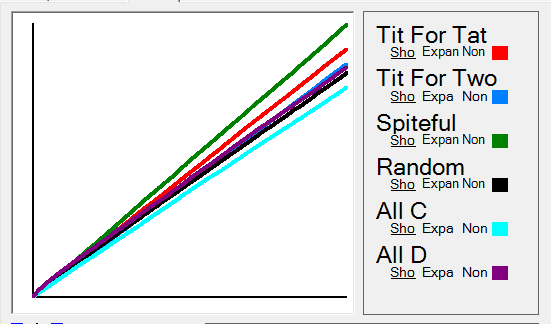 Tit For Tat
Sho Expan Non
Tit For Two
Sho Expa Non
Spiteful
Sho Expan Non
Random
Sho Expan Non
All C
Sho Expa Non
All D
Sho Expa Non